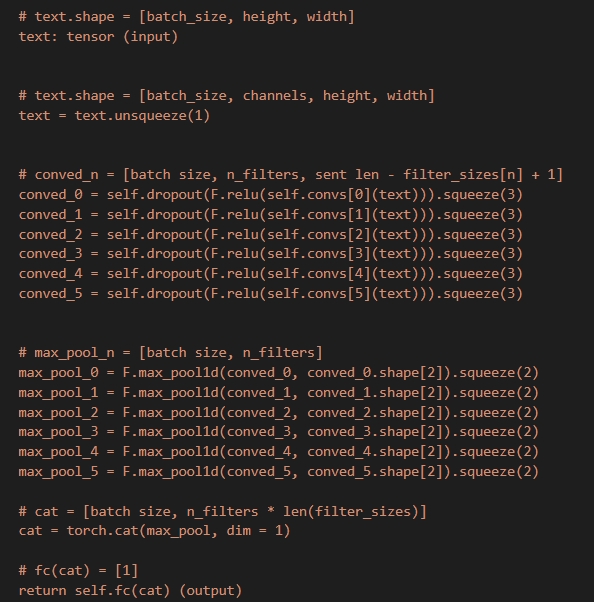 # text.shape = [batch_size, height, width]
text: tensor (input)
# text.shape = [batch_size, channels, height, width]
text = text.unsqueeze(1)
# conved_n = [batch size, n_filters, sent len - filter_sizes[n] + 1]
conved_0 = self.dropout(F.relu(self.convs[0](text))).squeeze(3)
conved_1 = self.dropout(F.relu(self.convs[1](text))).squeeze(3)
conved_2 = self.dropout(F.relu(self.convs[2](text))).squeeze(3)
conved_3 = self.dropout(F.relu(self.convs[3](text))).squeeze(3)
conved_4 = self.dropout(F.relu(self.convs[4](text))).squeeze(3)
conved_5 = self.dropout(F.relu(self.convs[5](text))).squeeze(3)
# max_pool_n = [batch size, n_filters]
max_pool_0 = F.max_pool1d(conved_0, conved_0.shape[2]).squeeze(2)
max_pool_1 = F.max_pool1d(conved_1, conved_1.shape[2]).squeeze(2)
max_pool_2 = F.max_pool1d(conved_2, conved_2.shape[2]).squeeze(2)
max_pool_3 = F.max_pool1d(conved_3, conved_3.shape[2]).squeeze(2)
max_pool_4 = F.max_pool1d(conved_4, conved_4.shape[2]).squeeze(2)
max_pool_5 = F.max_pool1d(conved_5, conved_5.shape[2]).squeeze(2)
# cat = [batch size, n_filters * len(filter_sizes)]
cat = torch.cat(max_pool, dim = 1)
# fc(cat) = [1]
return self.fc(cat) (output)